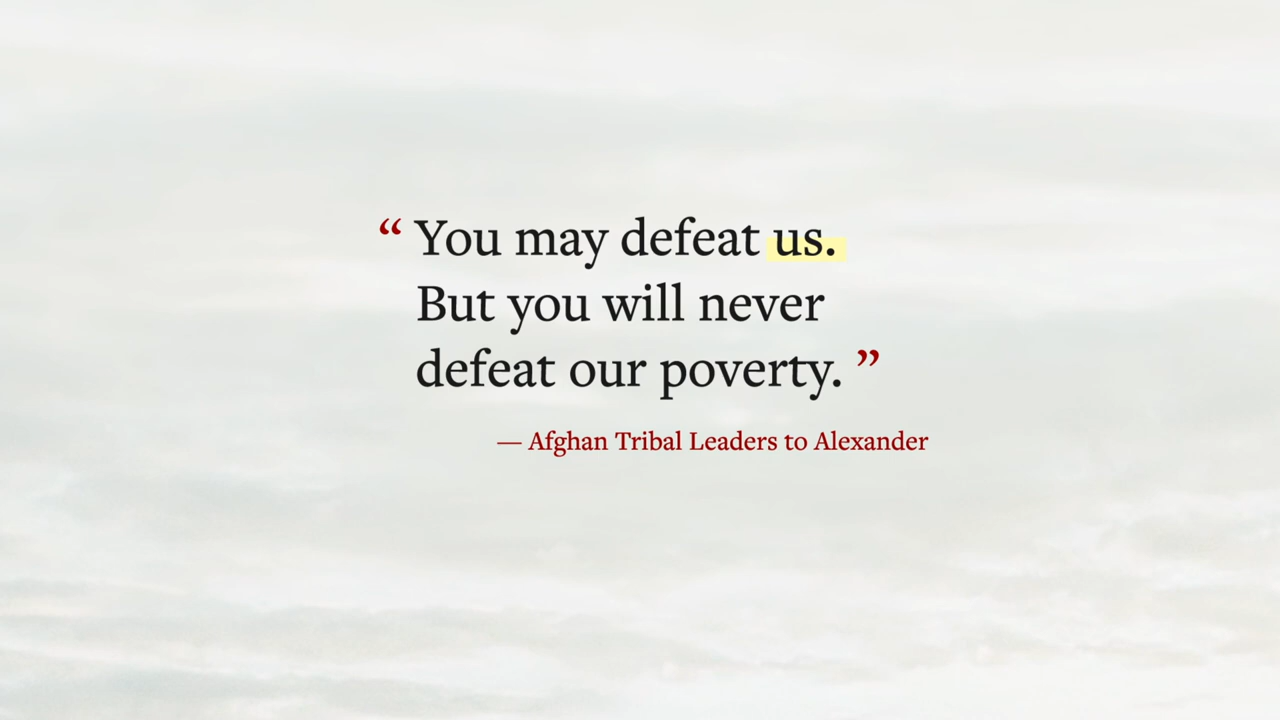 “ You may defeat us.
But you will never
defeat our poverty. ”
— Afghan Tribal Leaders to Alexander